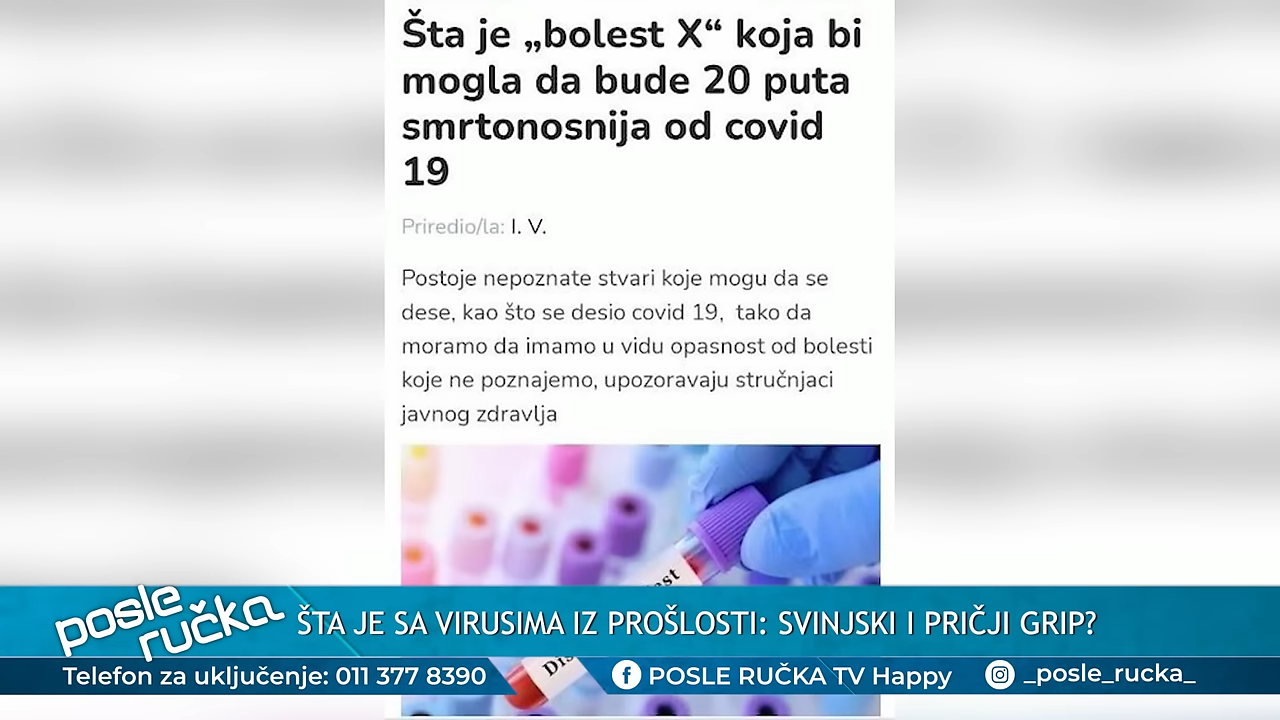 Šta je „bolest X“ koja bi
mogla da bude 20 puta
smrtonosnija od covid
19
Priredio/la: I. V.
Postoje nepoznate stvari koje mogu da se
dese, kao što se desio covid 19, tako da
moramo da imamo u vidu opasnost od bolesti
koje ne poznajemo, upozoravaju stručnjaci
javnog zdravlja
posle
ručka
ŠTA JE SA VIRUSIMA IZ PROŠLOSTI: SVINJSKI I PRIČJI GRIP?
Telefon za uključenje: 011 377 8390
POSLE RUČKA TV Happy
_posle_rucka_